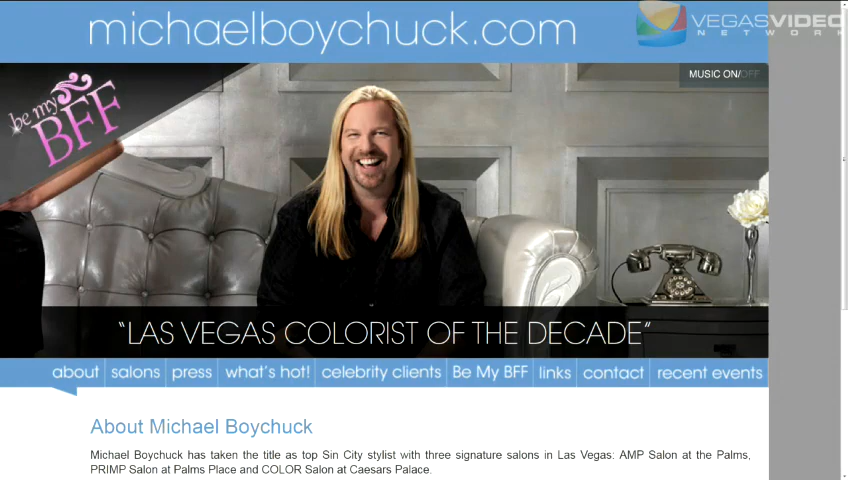 michaelboychuck.com
VEGASVIDEO
NETWORK
MUSIC ON/OFF
be my
BFF
"LAS VEGAS COLORIST OF THE DECADE"
about salons press what's hot! celebrity clients Be My BFF links contact recent events
About Michael Boychuck
Michael Boychuck has taken the title as top Sin City stylist with three signature salons in Las Vegas: AMP Salon at the Palms,
PRIMP Salon at Palms Place and COLOR Salon at Caesars Palace.